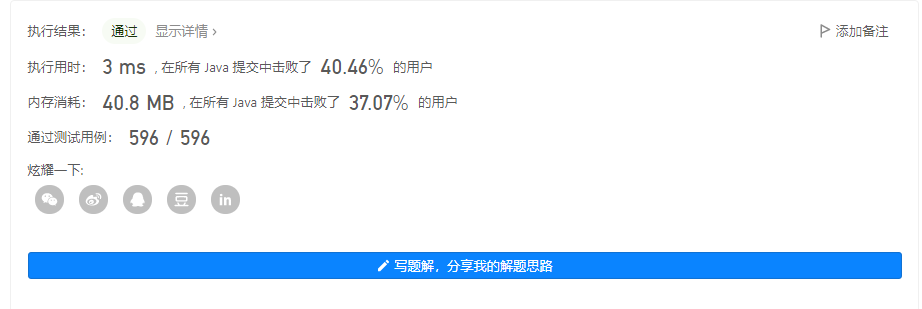 执行结果： 通过 显示详情 › 添加备注
执行用时： 3 ms , 在所有 Java 提交中击败了 40.46% 的用户
内存消耗： 40.8 MB , 在所有 Java 提交中击败了 37.07% 的用户
通过测试用例： 596 / 596
炫耀一下:
豆 in
写题解，分享我的解题思路